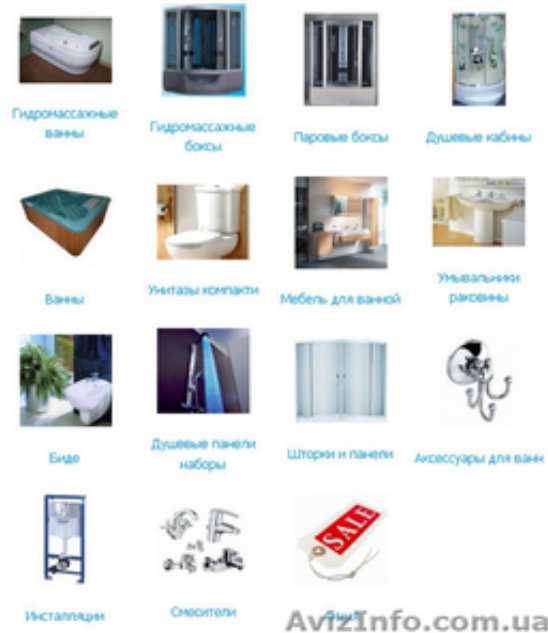 Гидромассажные
ванны
Гидромассажные
боксы
Паровые боксы
Душевые кабины
Ванны
Унитазы компакти
Мебель для ванной
Умывальники
раковины
Биде
Душевые панели
наборы
Шторки и панели
Аксессуары для ванн
SALE
Инсталляции
Смесители
AvizInfo.com.ua